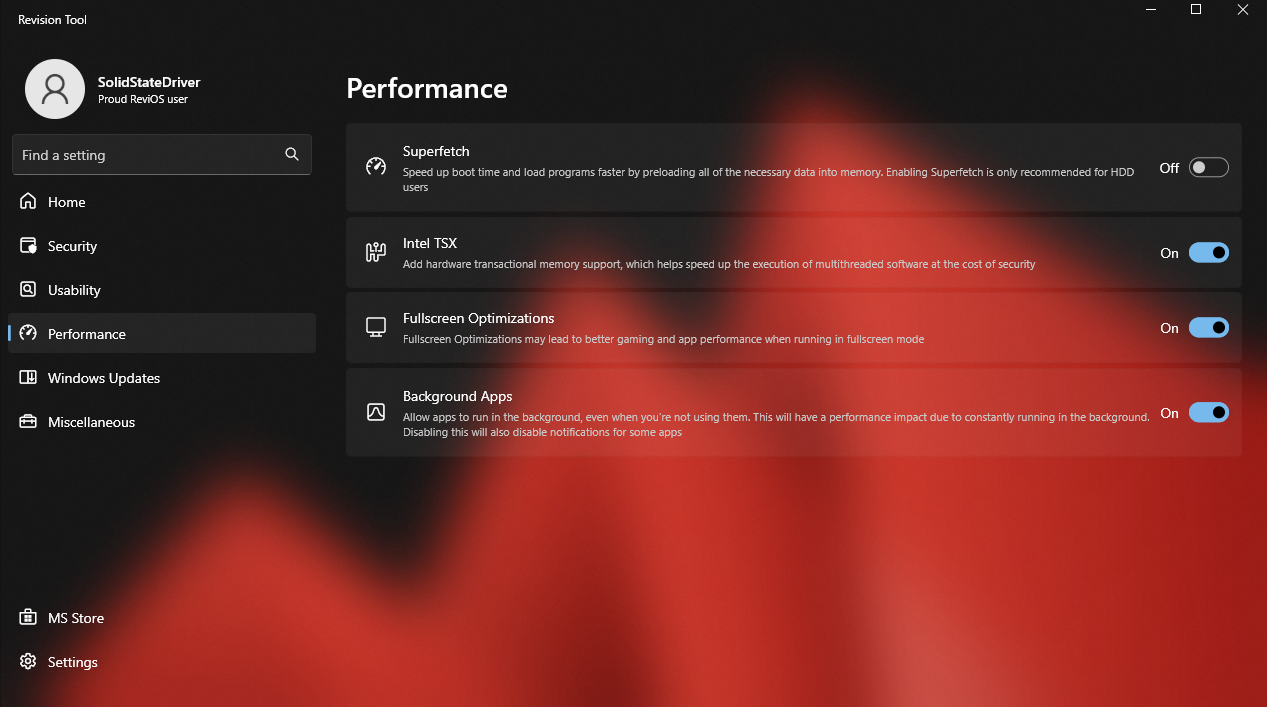 Revision Tool
SolidStateDriver
Proud ReviOS user
Find a setting
Home
Security
Usability
Performance
Windows Updates
Miscellaneous
MS Store
Settings
Performance
Superfetch
Speed up boot time and load programs faster by preloading all of the necessary data into memory. Enabling Superfetch is only recommended for HDD
users
Off
Intel TSX
Add hardware transactional memory support, which helps speed up the execution of multithreaded software at the cost of security
On
Fullscreen Optimizations
Fullscreen Optimizations may lead to better gaming and app performance when running in fullscreen mode
On
Background Apps
Allow apps to run in the background, even when you're not using them. This will have a performance impact due to constantly running in the background.
Disabling this will also disable notifications for some apps
On